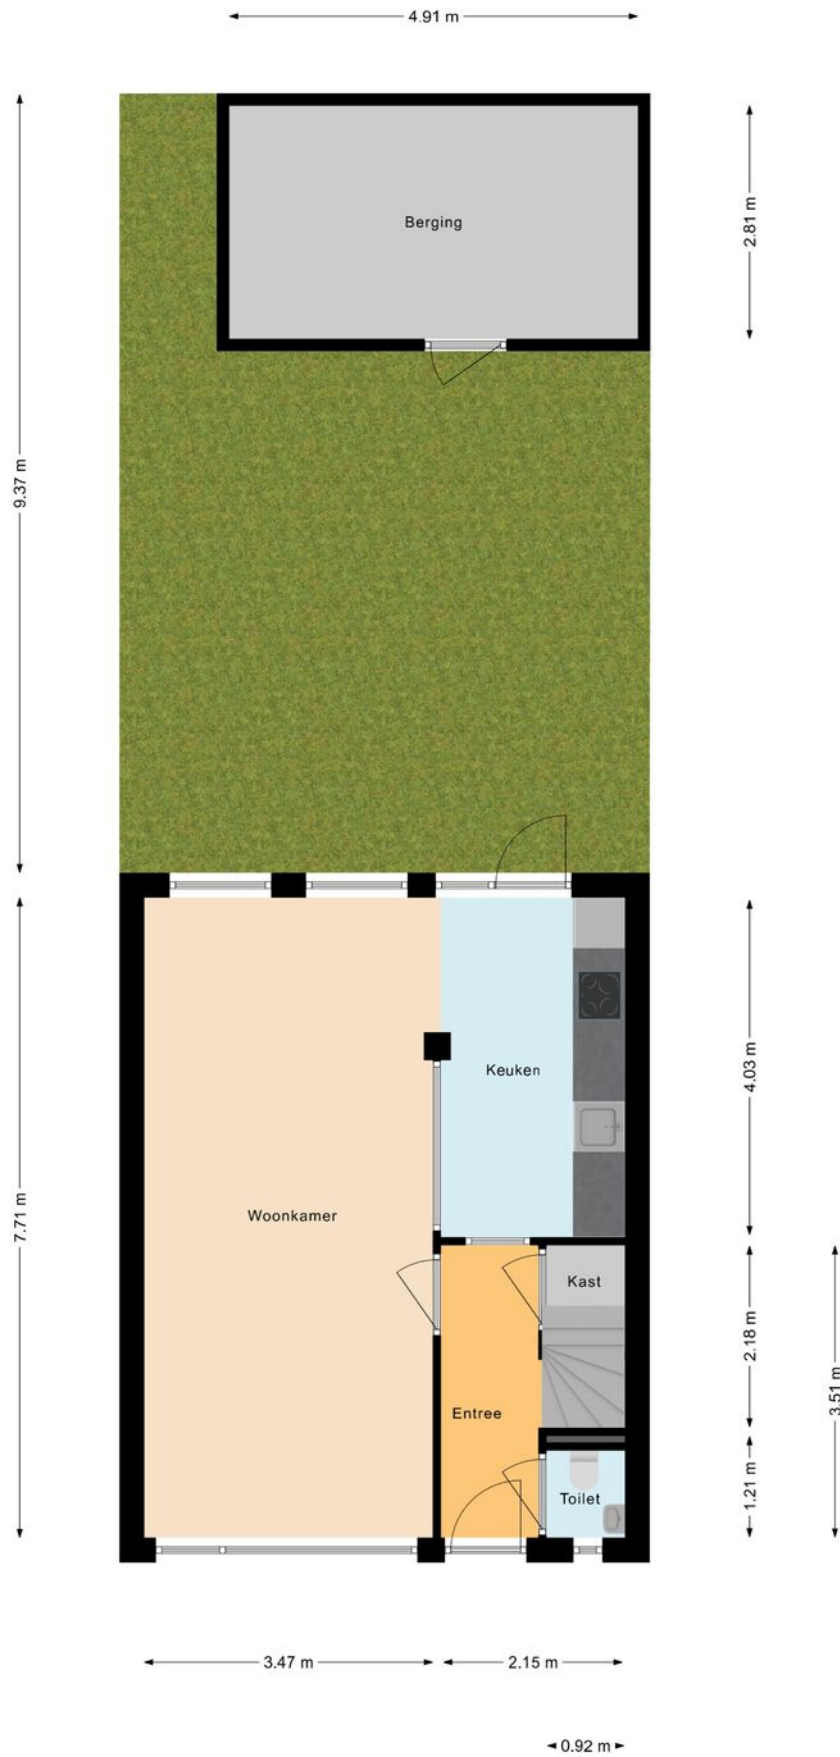 4.91 m
Berging
2.81 m
9.37 m
Keuken
4.03 m
Woonkamer
7.71 m
Kast
2.18 m
3.51 m
Entree
Toilet
1.21 m
3.47 m
2.15 m
0.92 m